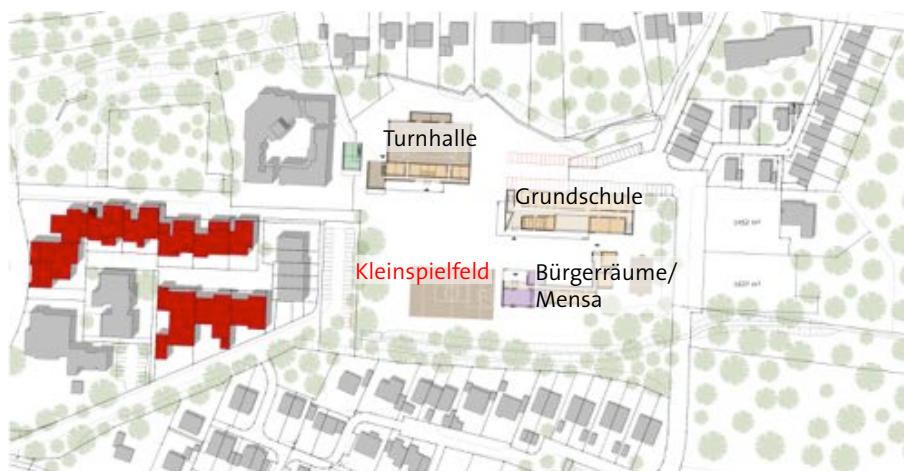 Turnhalle
Grundschule
Kleinspielfeld
Bürgerräume/
Mensa